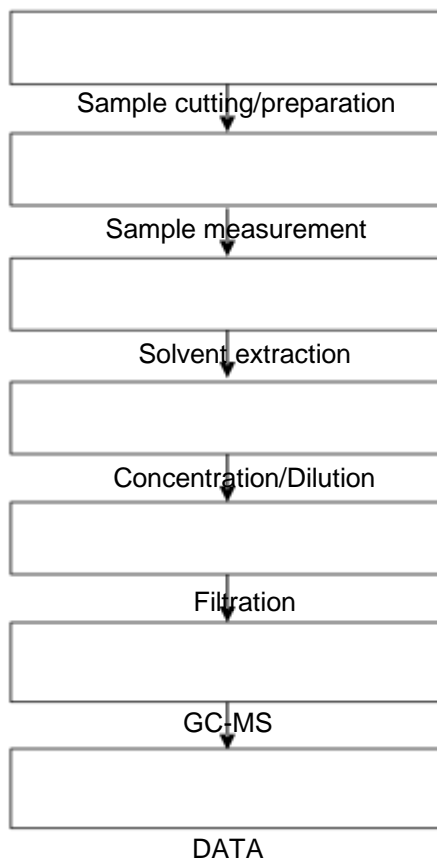 Sample cutting/preparation
Sample measurement
Solvent extraction
Concentration/Dilution
Filtration
GC-MS
DATA